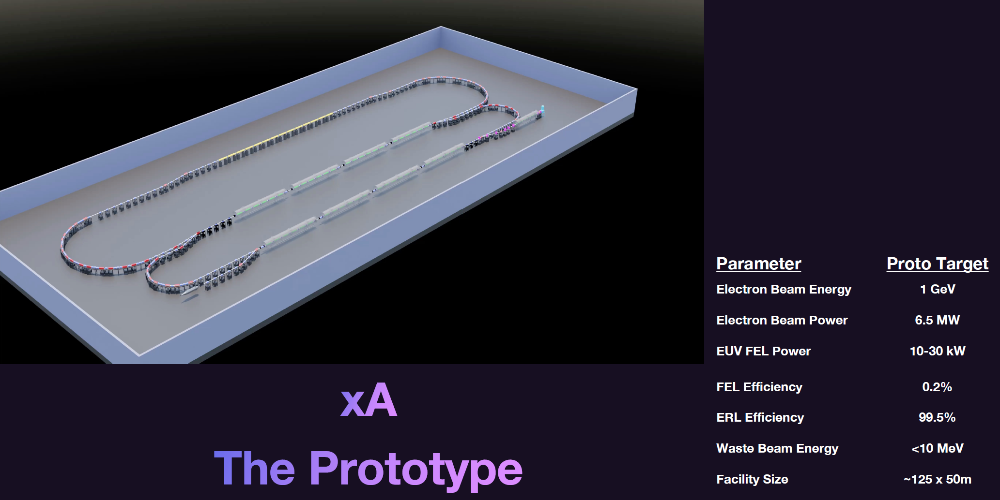 xA
The Prototype
Parameter Proto Target
Electron Beam Energy 1 GeV
Electron Beam Power 6.5 MW
EUV FEL Power 10-30 kW
FEL Efficiency 0.2%
ERL Efficiency 99.5%
Waste Beam Energy <10 MeV
Facility Size ~125 x 50m